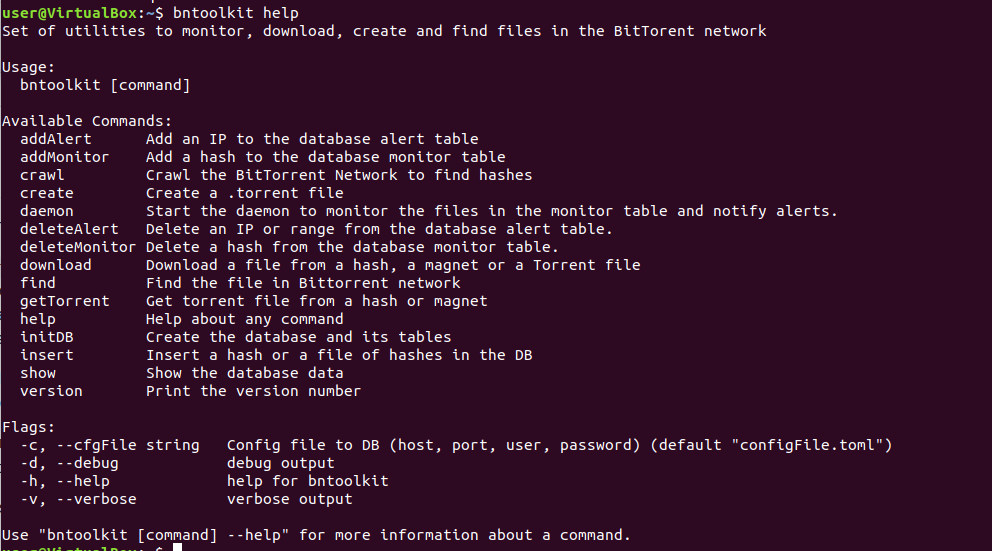 user@VirtualBox:~$ bntoolkit help
Set of utilities to monitor, download, create and find files in the BitTorent network

Usage:
  bntoolkit [command]

Available Commands:
  addAlert      Add an IP to the database alert table
  addMonitor    Add a hash to the database monitor table
  crawl         Crawl the BitTorrent Network to find hashes
  create        Create a .torrent file
  daemon        Start the daemon to monitor the files in the monitor table and notify alerts.
  deleteAlert   Delete an IP or range from the database alert table.
  deleteMonitor Delete a hash from the database monitor table.
  download      Download a file from a hash, a magnet or a Torrent file
  find          Find the file in Bittorrent network
  getTorrent    Get torrent file from a hash or magnet
  help          Help about any command
  initDB        Create the database and its tables
  insert        Insert a hash or a file of hashes in the DB
  show          Show the database data
  version       Print the version number

Flags:
  -c, --cfgFile string   Config file to DB (host, port, user, password) (default "configFile.toml")
  -d, --debug            debug output
  -h, --help             help for bntoolkit
  -v, --verbose          verbose output

Use "bntoolkit [command] --help" for more information about a command.
user@VirtualBox:~$